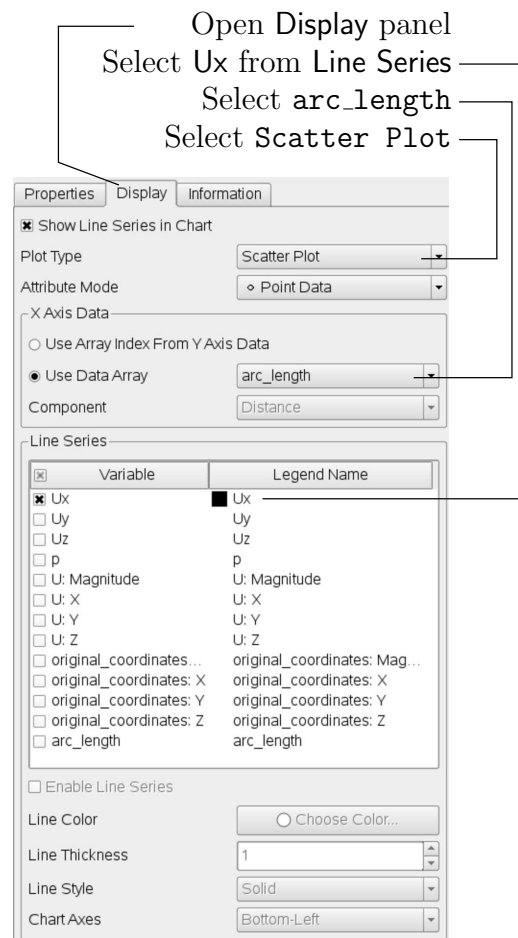 Open Display panel
Select Ux from Line Series
Select arc_length
Select Scatter Plot
Properties Display Information
Show Line Series in Chart
Plot Type Scatter Plot
Attribute Mode Point Data
X Axis Data
Use Array Index From Y Axis Data
Use Data Array arc_length
Component Distance
Line Series
Variable Legend Name
Ux Ux
Uy Uy
Uz Uz
p p
U: Magnitude U: Magnitude
U: X U: X
U: Y U: Y
U: Z U: Z
original_coordinates... original_coordinates: Mag...
original_coordinates: X original_coordinates: X
original_coordinates: Y original_coordinates: Y
original_coordinates: Z original_coordinates: Z
arc_length arc_length
Enable Line Series
Line Color Choose Color...
Line Thickness 1
Line Style Solid
Chart Axes Bottom-Left